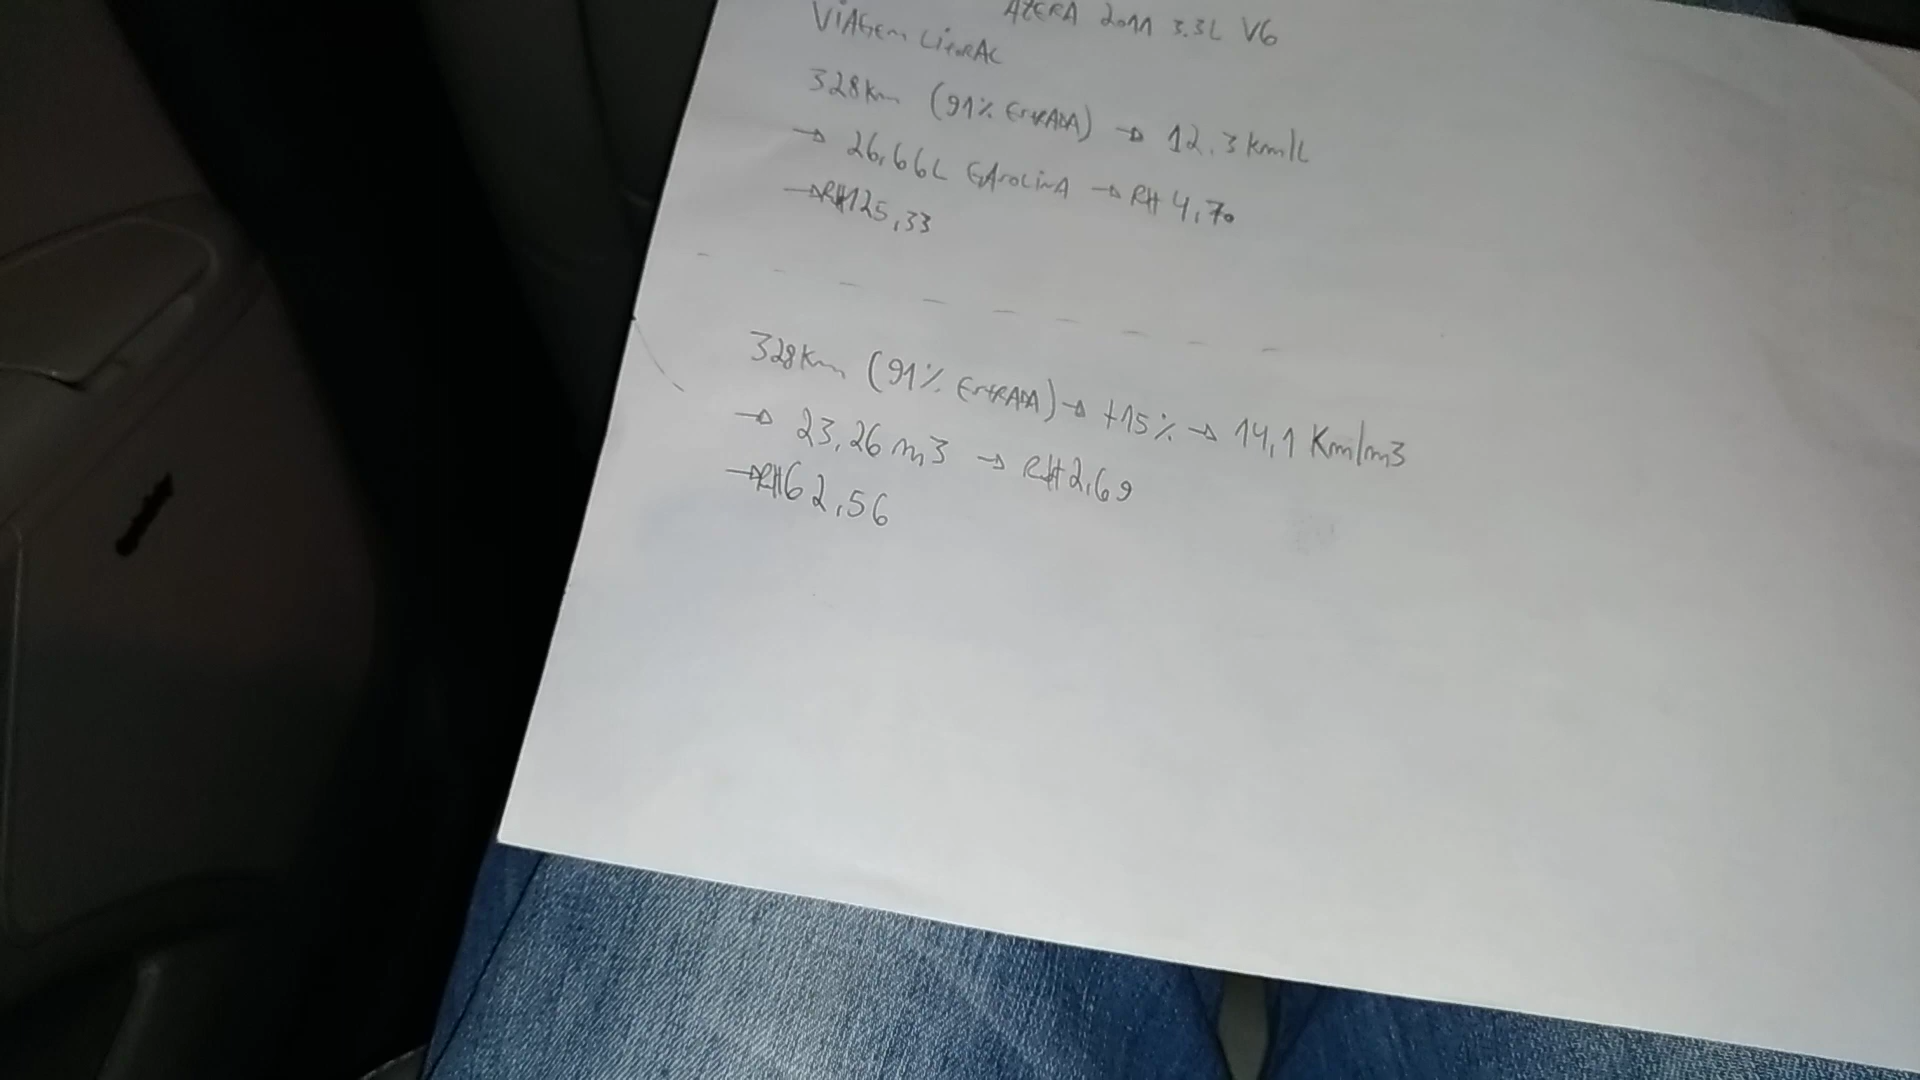 AZERA 2011 3.3L V6
VIAGEM LITORAL
328Km (91% ESTRADA) → 12.3 Km/L
→ 26,66L GASOLINA → R$ 4,70
→ R$125,33
328Km (91% ESTRADA) → +15% → 14,1 Km/m3
→ 23,26 m3 → R$ 2,69
→ R$62,56